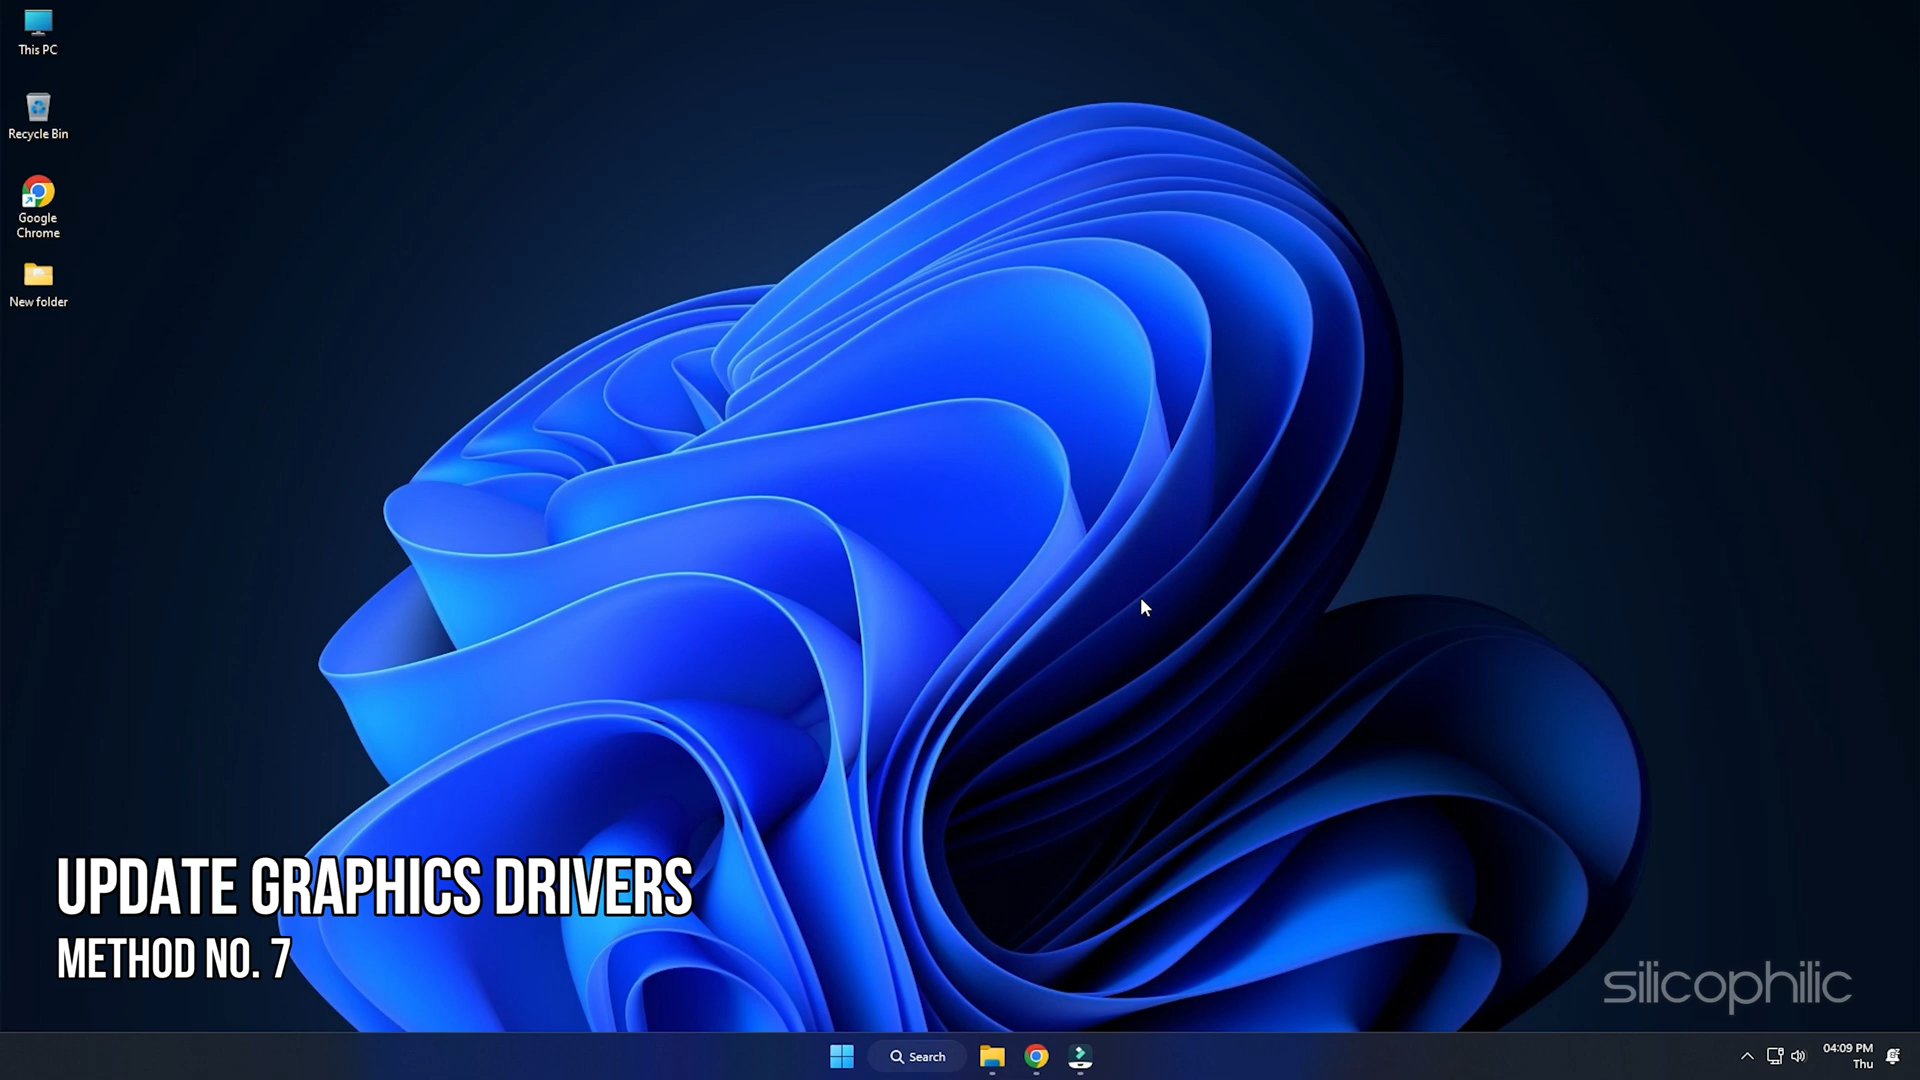 This PC
Recycle Bin
Google
Chrome
New folder
UPDATE GRAPHICS DRIVERS
METHOD NO. 7
silicophilic
Search
04:09 PM
Thu